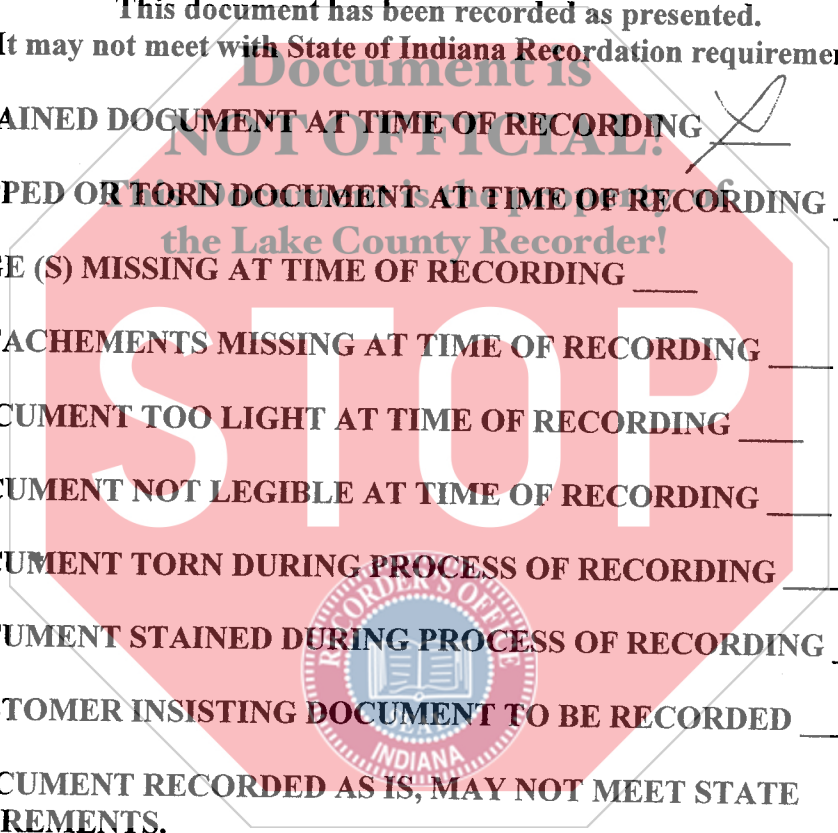 This document has been recorded as presented.
It may not meet with State of Indiana Recordation requiremen
Document is
AINED DOCUMENT AT TIME OF RECORDING
NOT OFFICIAL!
PED OR TORN DOCUMENT AT TIME OF RECORDING
This Document is the property of
the Lake County Recorder!
E (S) MISSING AT TIME OF RECORDING
STOP
ACHEMENTS MISSING AT TIME OF RECORDING
CUMENT TOO LIGHT AT TIME OF RECORDING
CUMENT NOT LEGIBLE AT TIME OF RECORDING
CUMENT TORN DURING PROCESS OF RECORDING
RECORDER'S OFFICE
UMENT STAINED DURING PROCESS OF RECORDING
TOMER INSISTING DOCUMENT TO BE RECORDED
INDIANA
CUMENT RECORDED AS IS, MAY NOT MEET STATE
REMENTS.